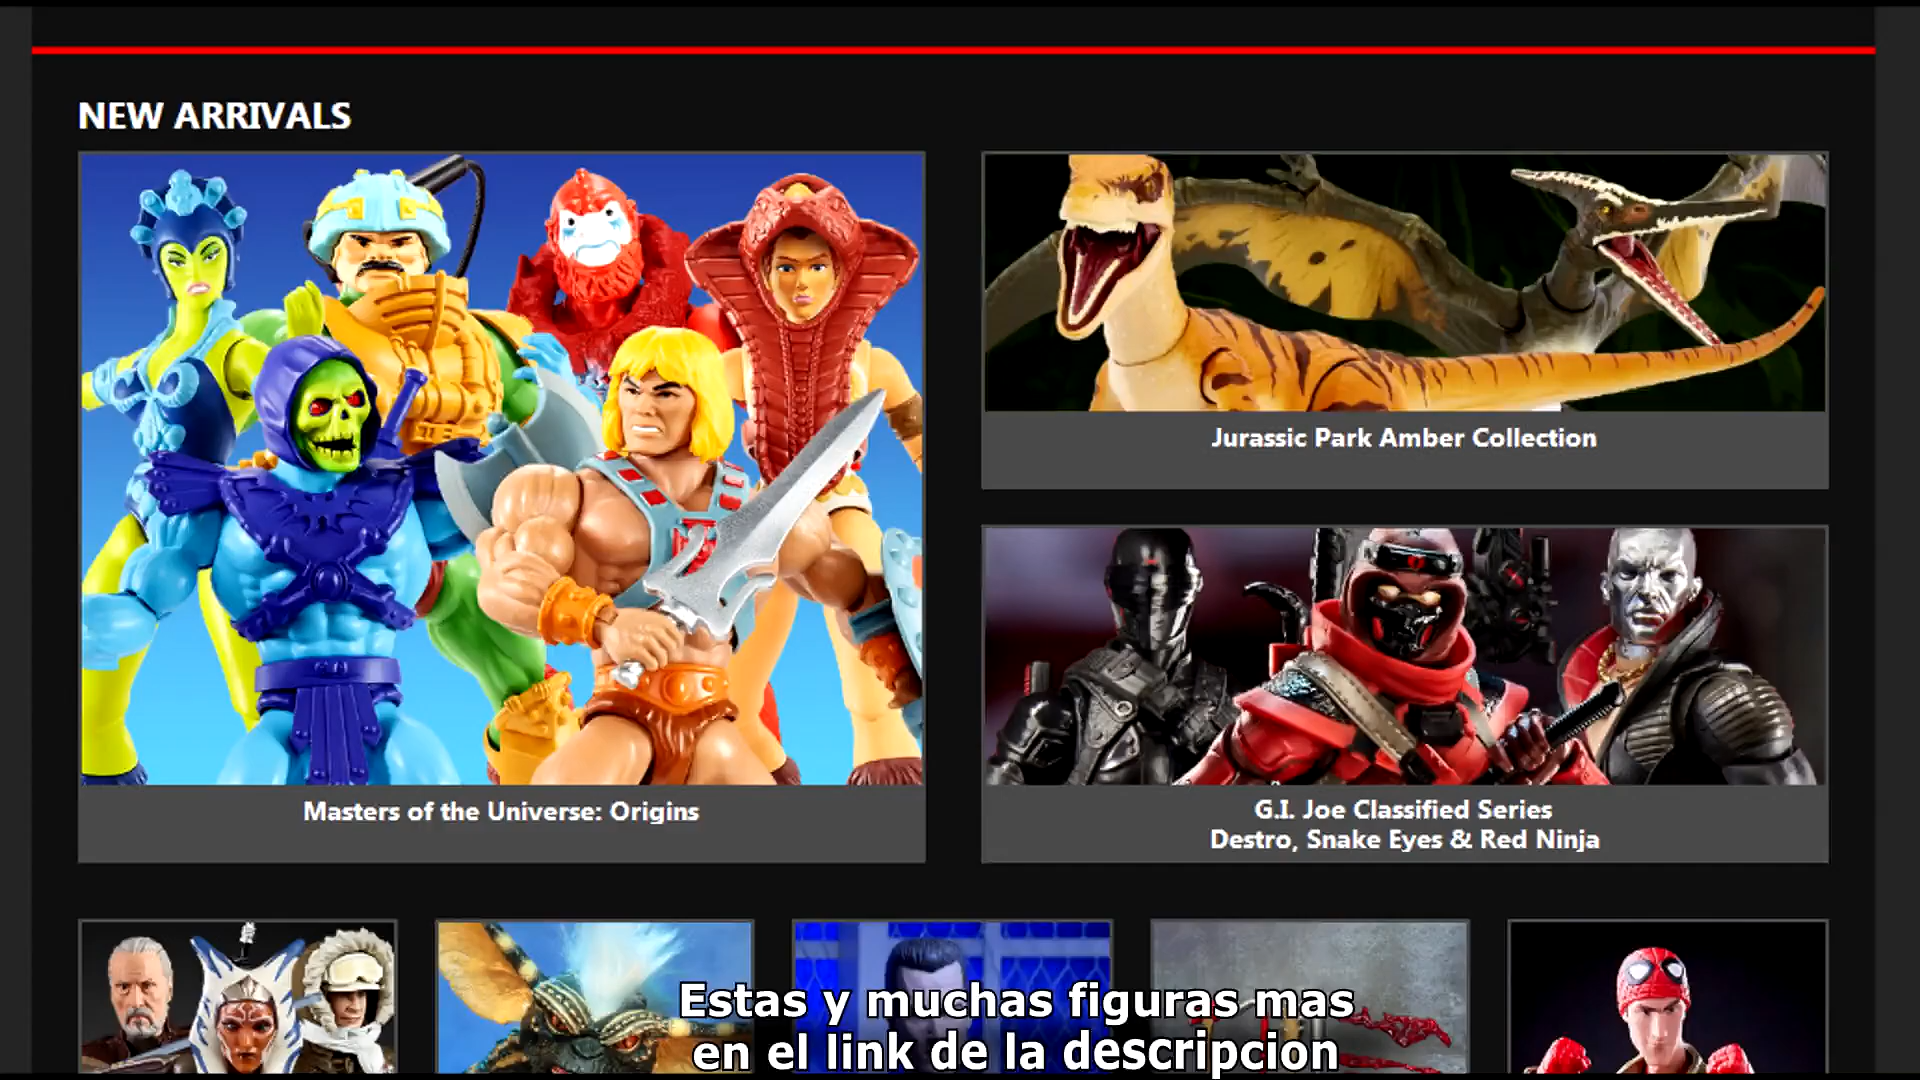 NEW ARRIVALS
Masters of the Universe: Origins
Jurassic Park Amber Collection
G.I. Joe Classified Series
Destro, Snake Eyes & Red Ninja
Estas y muchas figuras mas
en el link de la descripcion